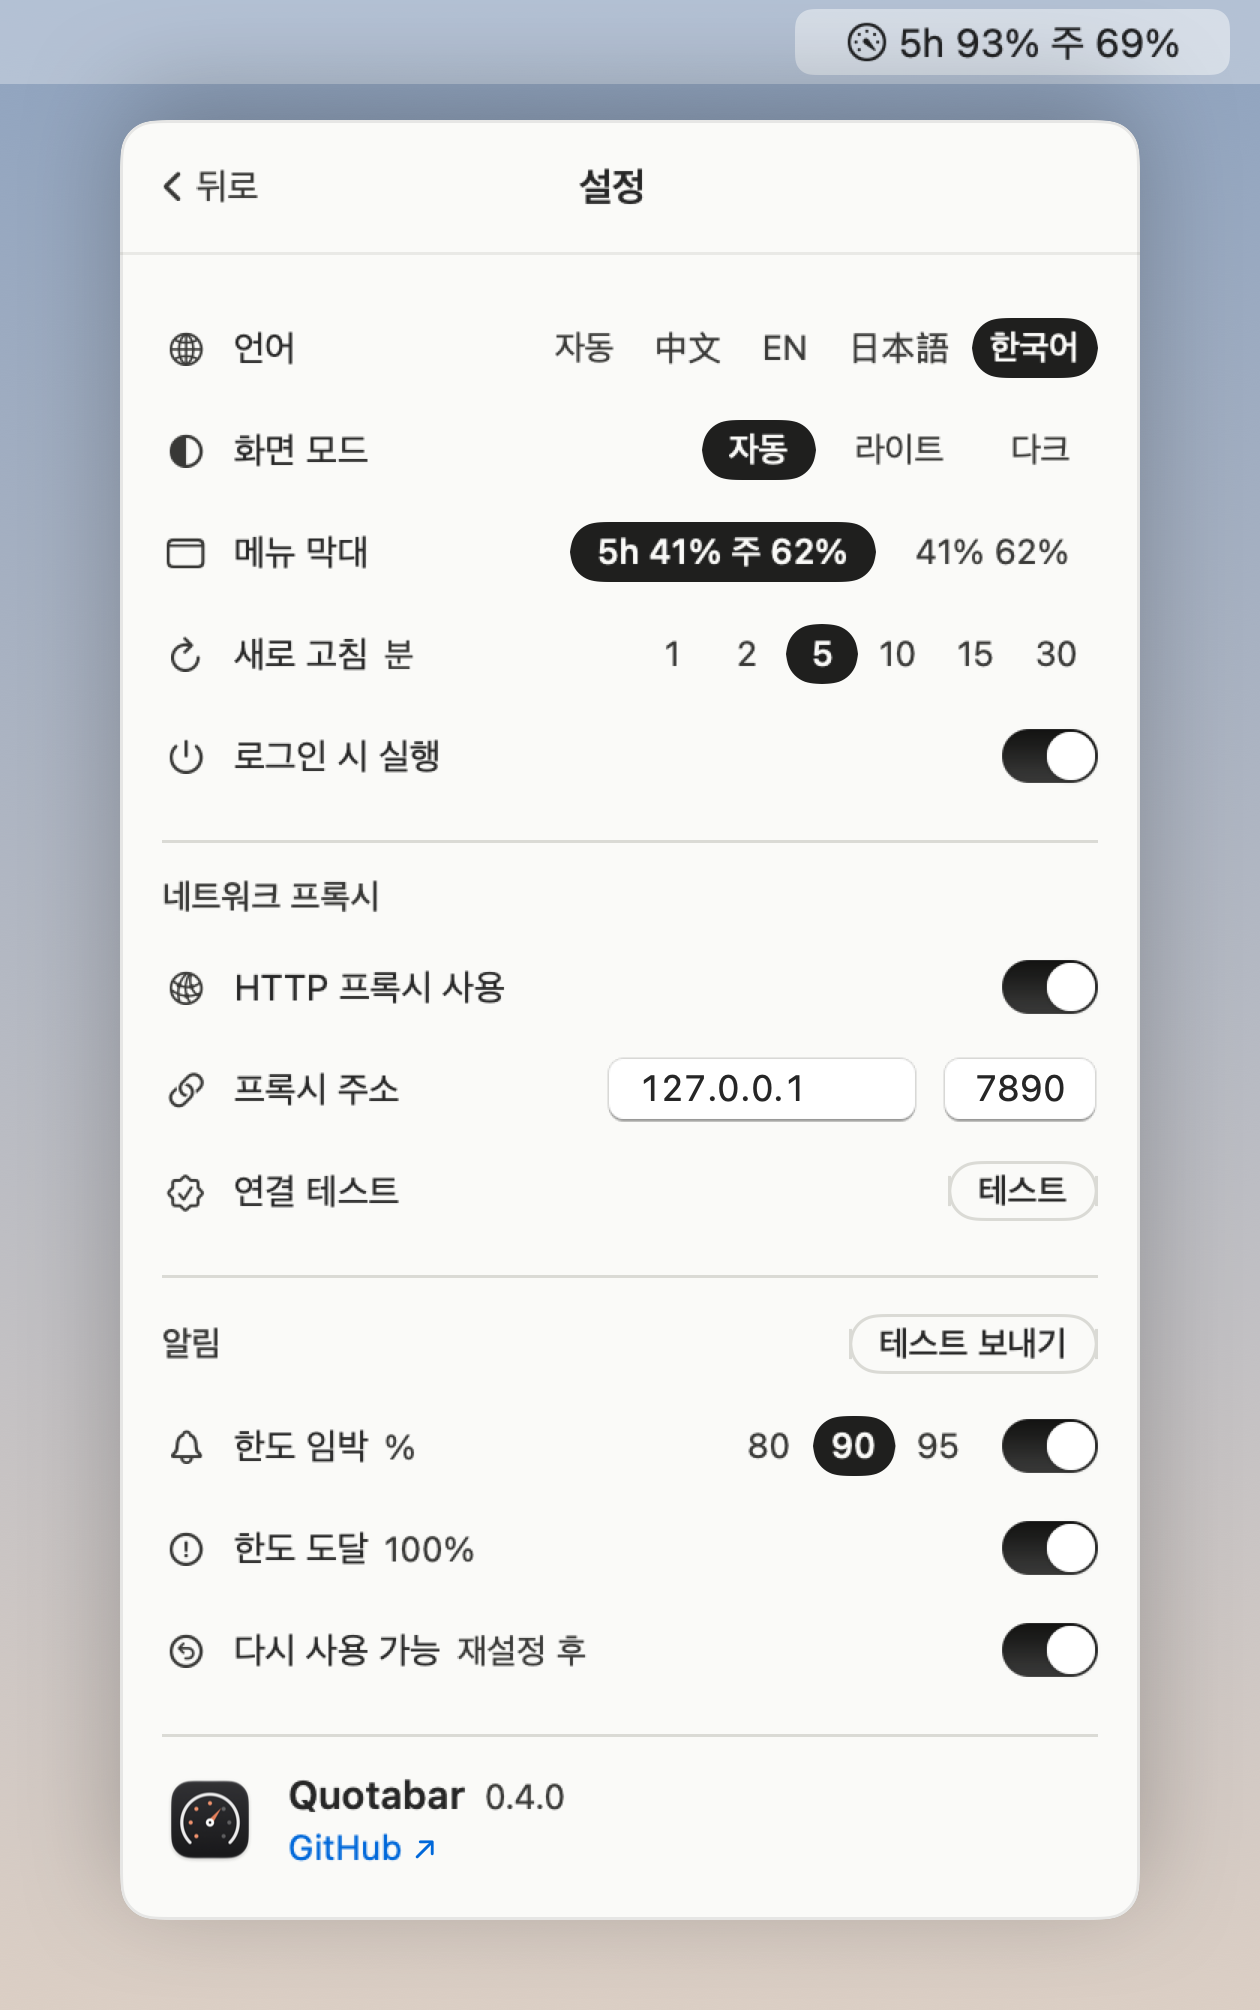 5h 93% 주 69%
뒤로 설정
언어 자동 中文 EN 日本語 한국어
화면 모드 자동 라이트 다크
메뉴 막대 5h 41% 주 62% 41% 62%
새로 고침 분 1 2 5 10 15 30
로그인 시 실행
네트워크 프록시
HTTP 프록시 사용
프록시 주소 127.0.0.1 7890
연결 테스트 테스트
알림 테스트 보내기
한도 임박 % 80 90 95
한도 도달 100%
다시 사용 가능 재설정 후
Quotabar 0.4.0
GitHub ↗